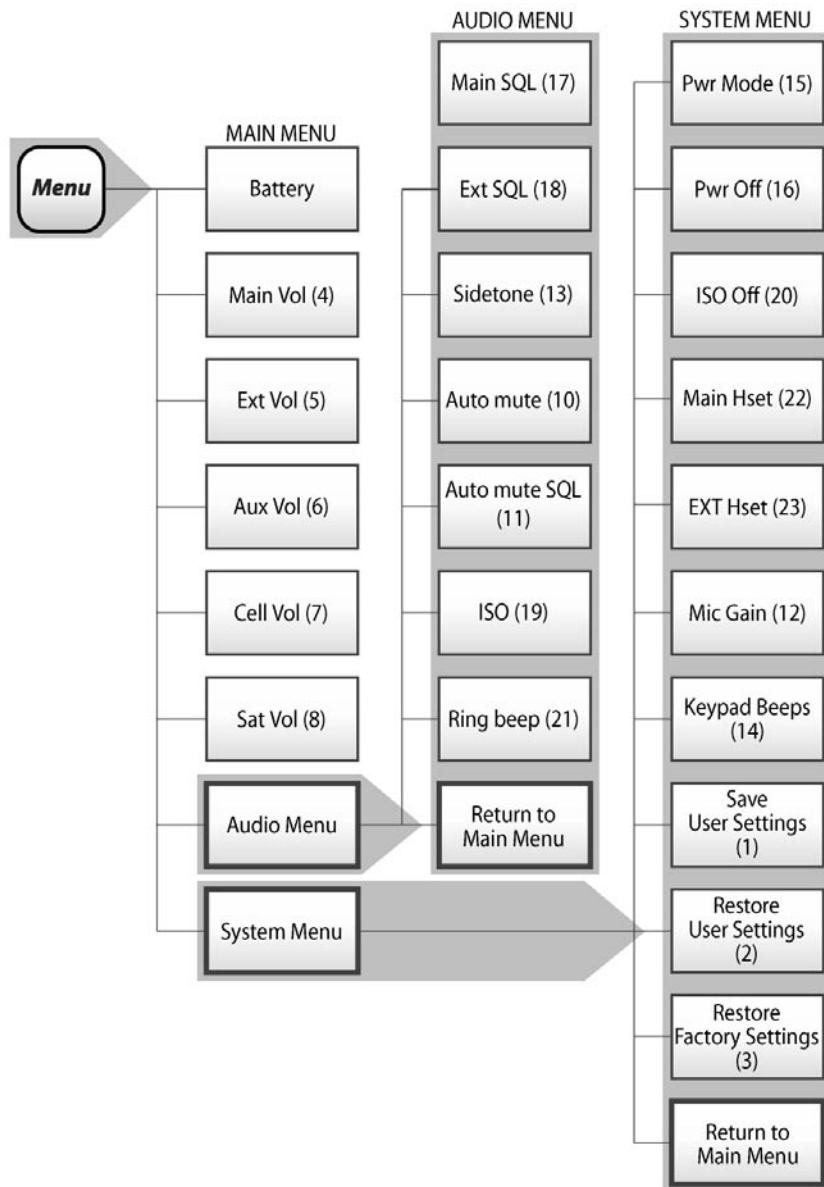 Menu
MAIN MENU
Battery
Main Vol (4)
Ext Vol (5)
Aux Vol (6)
Cell Vol (7)
Sat Vol (8)
Audio Menu
System Menu
AUDIO MENU
Main SQL (17)
Ext SQL (18)
Sidetone (13)
Auto mute (10)
Auto mute SQL
(11)
ISO (19)
Ring beep (21)
Return to
Main Menu
SYSTEM MENU
Pwr Mode (15)
Pwr Off (16)
ISO Off (20)
Main Hset (22)
EXT Hset (23)
Mic Gain (12)
Keypad Beeps
(14)
Save
User Settings
(1)
Restore
User Settings
(2)
Restore
Factory Settings
(3)
Return to
Main Menu